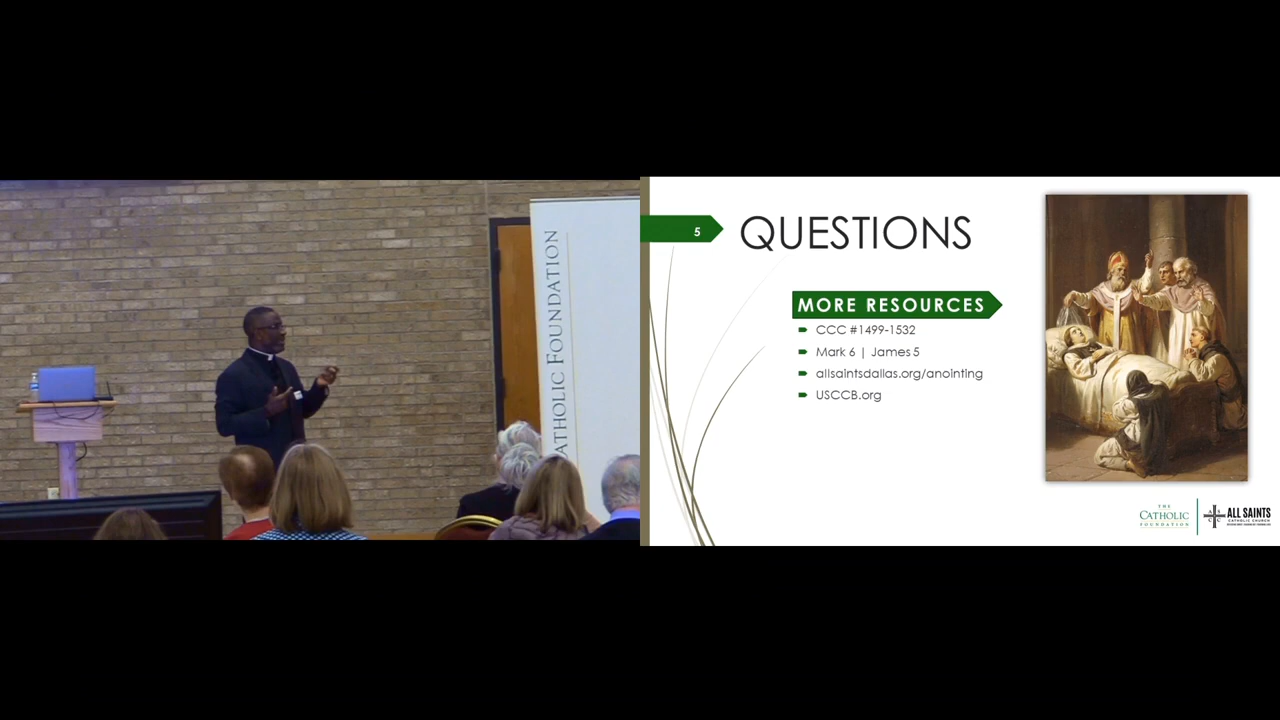 ATHOLIC FOUNDATION
5
QUESTIONS
MORE RESOURCES
CCC #1499-1532
Mark 6 | James 5
allsaintsdallas.org/anointing
USCCB.org
THE
CATHOLIC
FOUNDATION
ALL SAINTS
CATHOLIC CHURCH